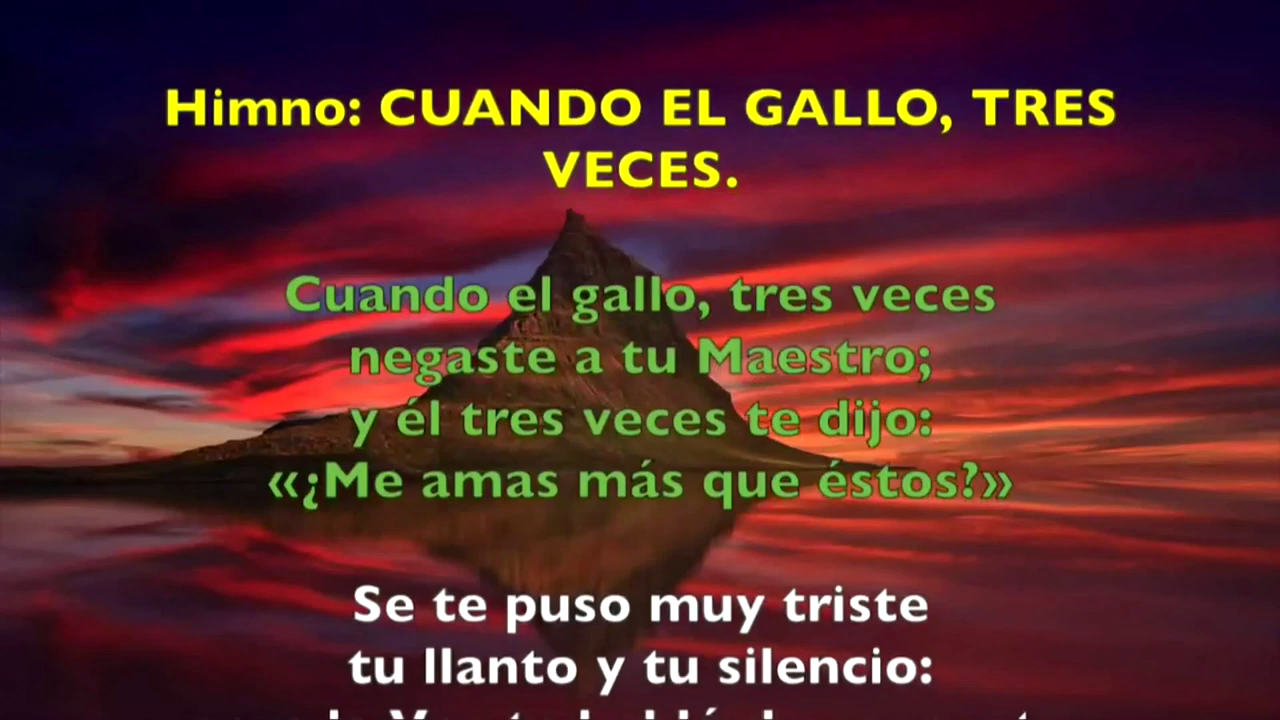 Himno: CUANDO EL GALLO, TRES
VECES.
Cuando el gallo, tres veces
negaste a tu Maestro;
y él tres veces te dijo:
«¿Me amas más que éstos?»
Se te puso muy triste
tu llanto y tu silencio: